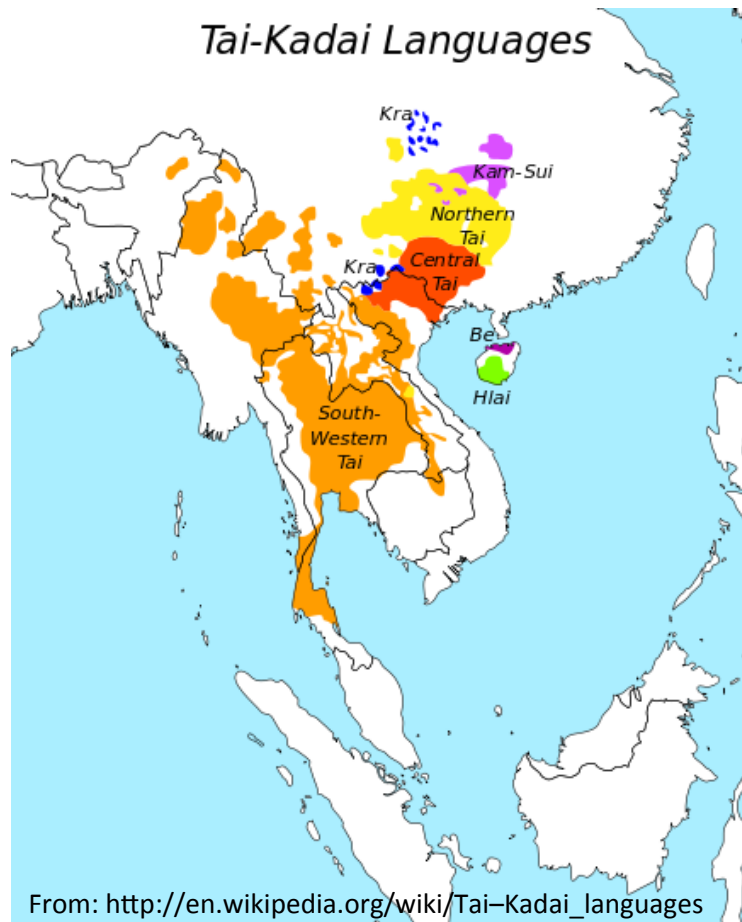 Tai-Kadai Languages
Kra
Kam-Sui
Northern
Tai
Kra
Central
Tai
Be
Hlai
South-
Western
Tai
From: http://en.wikipedia.org/wiki/Tai–Kadai_languages